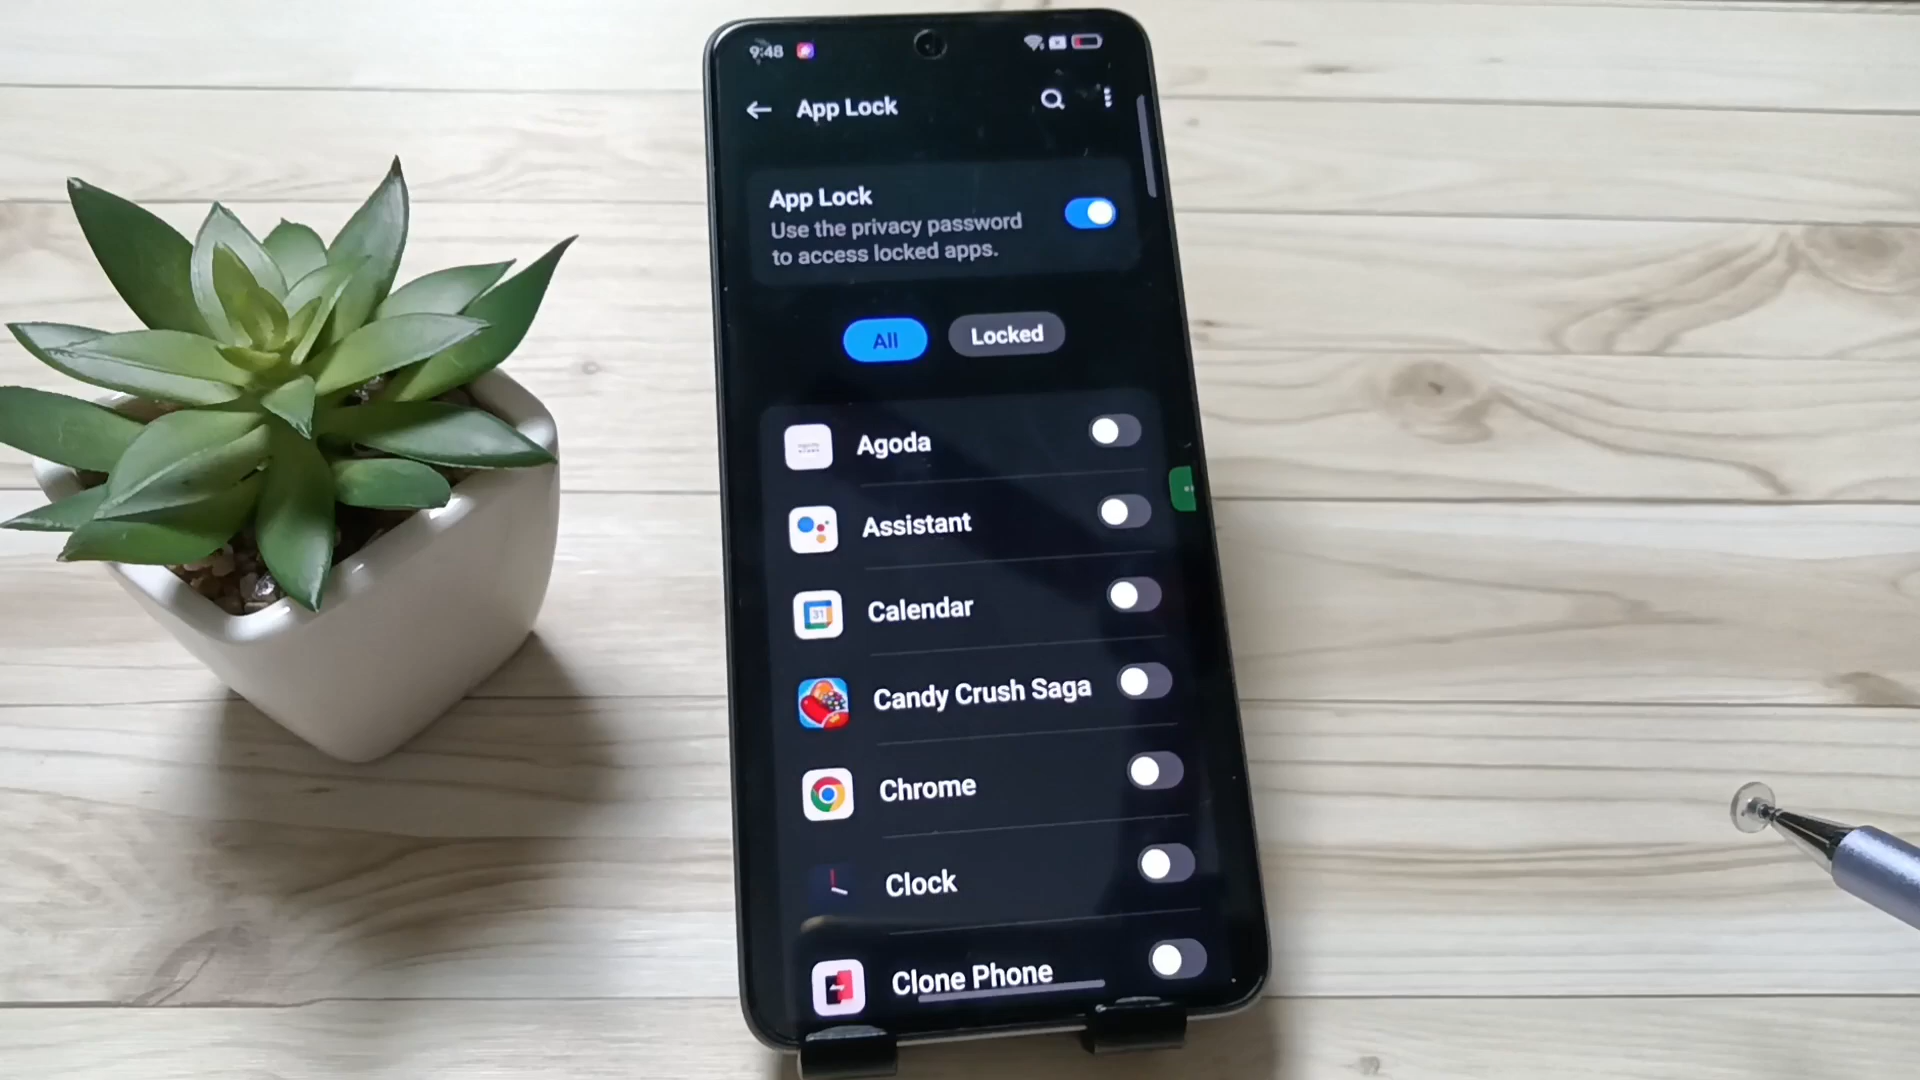 9:48
App Lock
App Lock
Use the privacy password
to access locked apps.
All
Locked
Agoda
Assistant
31
Calendar
Candy Crush Saga
Chrome
Clock
Clone Phone